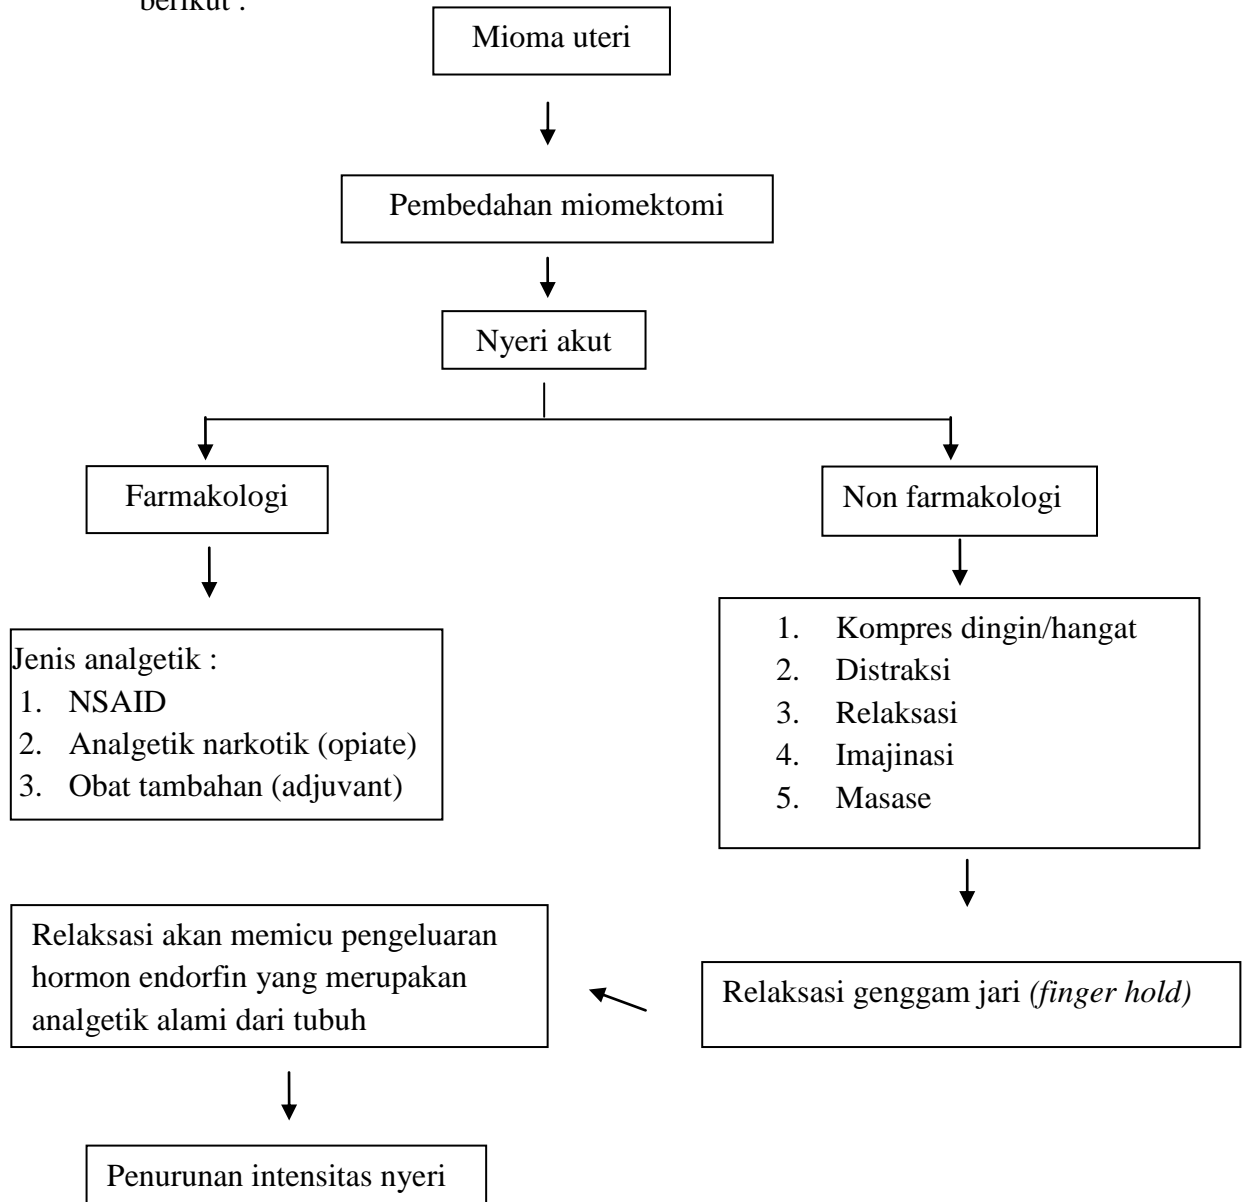 berikut :
Mioma uteri
Pembedahan miomektomi
Nyeri akut
Farmakologi
Non farmakologi
Jenis analgetik :
1. NSAID
2. Analgetik narkotik (opiate)
3. Obat tambahan (adjuvant)
1. Kompres dingin/hangat
2. Distraksi
3. Relaksasi
4. Imajinasi
5. Masase
Relaksasi genggam jari (finger hold)
Relaksasi akan memicu pengeluaran
hormon endorfin yang merupakan
analgetik alami dari tubuh
Penurunan intensitas nyeri